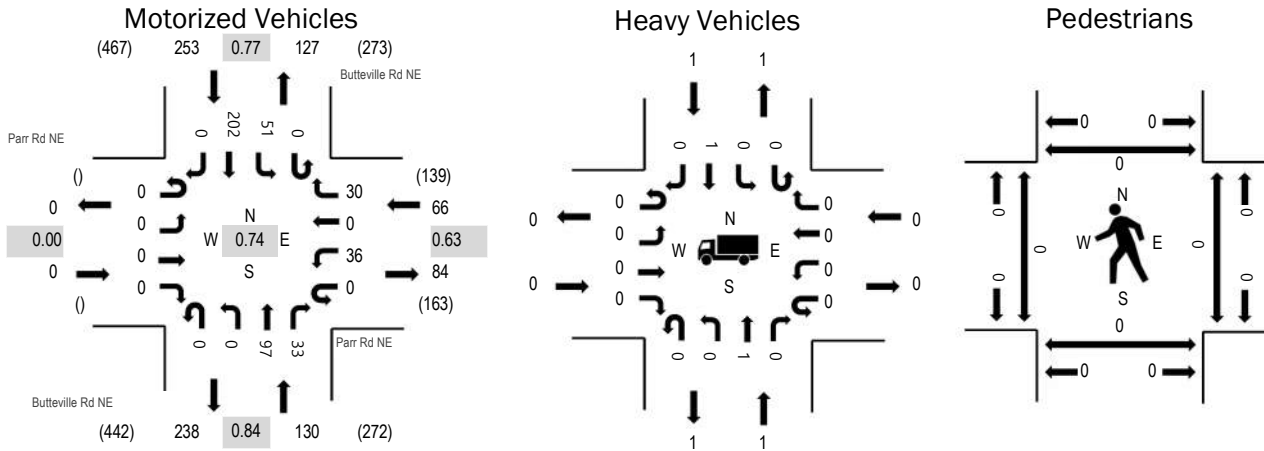 Motorized Vehicles
(467) 253 0.77 127 (273)
Butteville Rd NE
0 202 51 0
Parr Rd NE
()
0
0.00
0
()
0
0
0
0
30
0
36
0
(139)
66
0.63
84
(163)
N
W 0.74 E
S
0 0 97 33
Parr Rd NE
Butteville Rd NE
(442) 238 0.84 130 (272)
Heavy Vehicles
1 1
0 1 0 0
0
0
0
0
0
0
0
0
0
0
0
0
0
0
N
W E
S
0 0 1 0
1 1
Pedestrians
0 0
0
0
0
0
N
W E
S
0
0
0
0
0 0